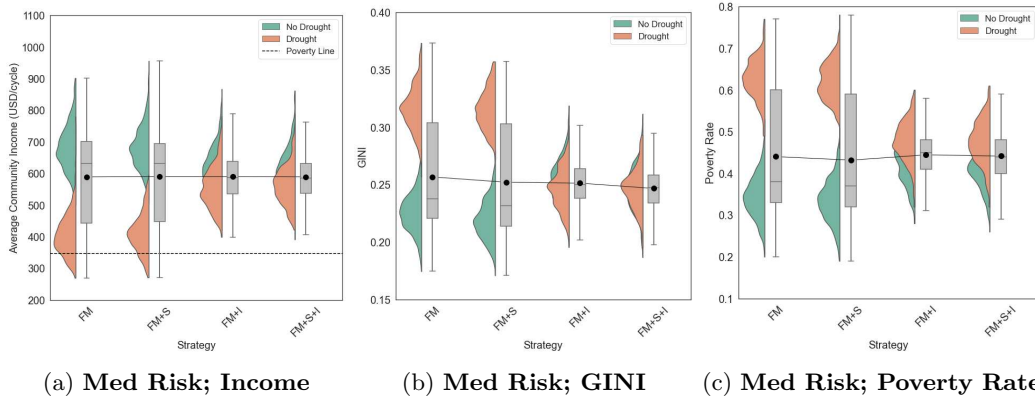 1100
1000
900
800
700
600
500
400
300
200
Average Community Income (USD/cycle)
No Drought
Drought
Poverty Line
FM
FM+S
FM+I
FM+S+I
Strategy
0.40
0.35
0.30
0.25
0.20
0.15
GINI
No Drought
Drought
FM
FM+S
FM+I
FM+S+I
Strategy
0.8
0.7
0.6
0.5
0.4
0.3
0.2
0.1
Poverty Rate
No Drought
Drought
FM
FM+S
FM+I
FM+S+I
Strategy
(a) Med Risk; Income
(b) Med Risk; GINI
(c) Med Risk; Poverty Rate